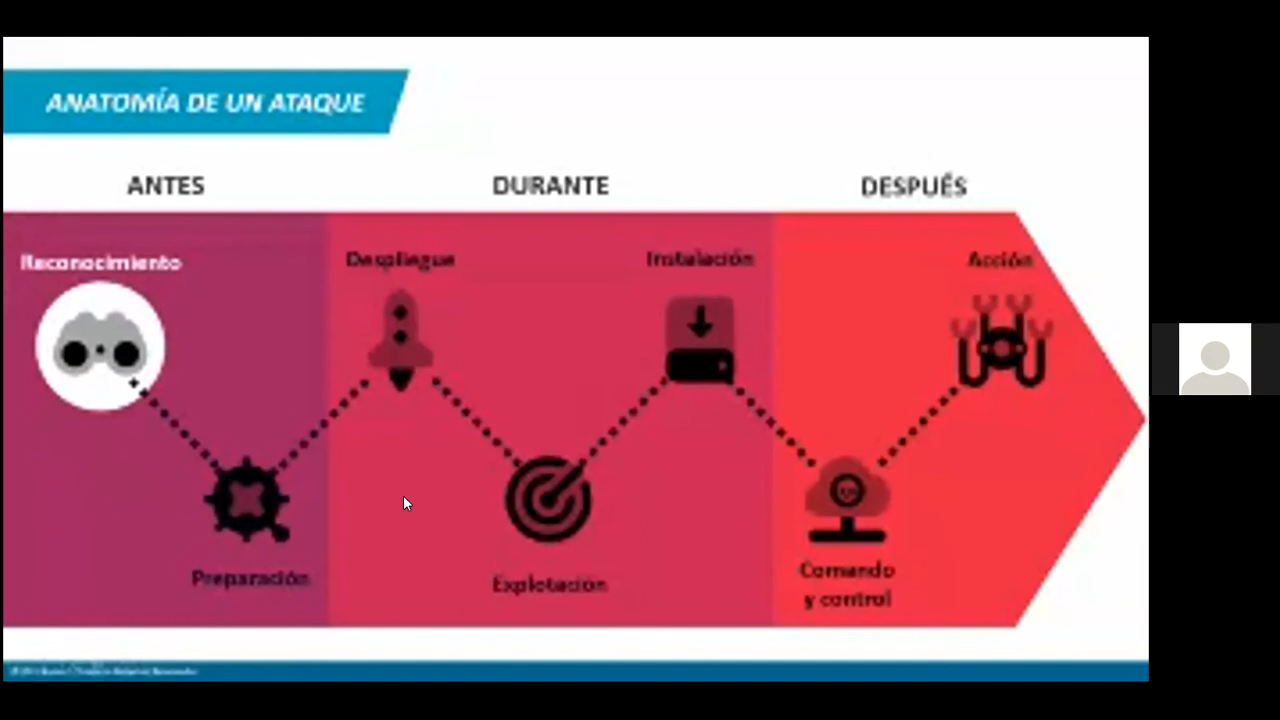 ANATOMÍA DE UN ATAQUE
ANTES
DURANTE
DESPUÉS
Reconocimiento
Despliegue
Instalación
Acción
Preparación
Explotación
Comando
y control